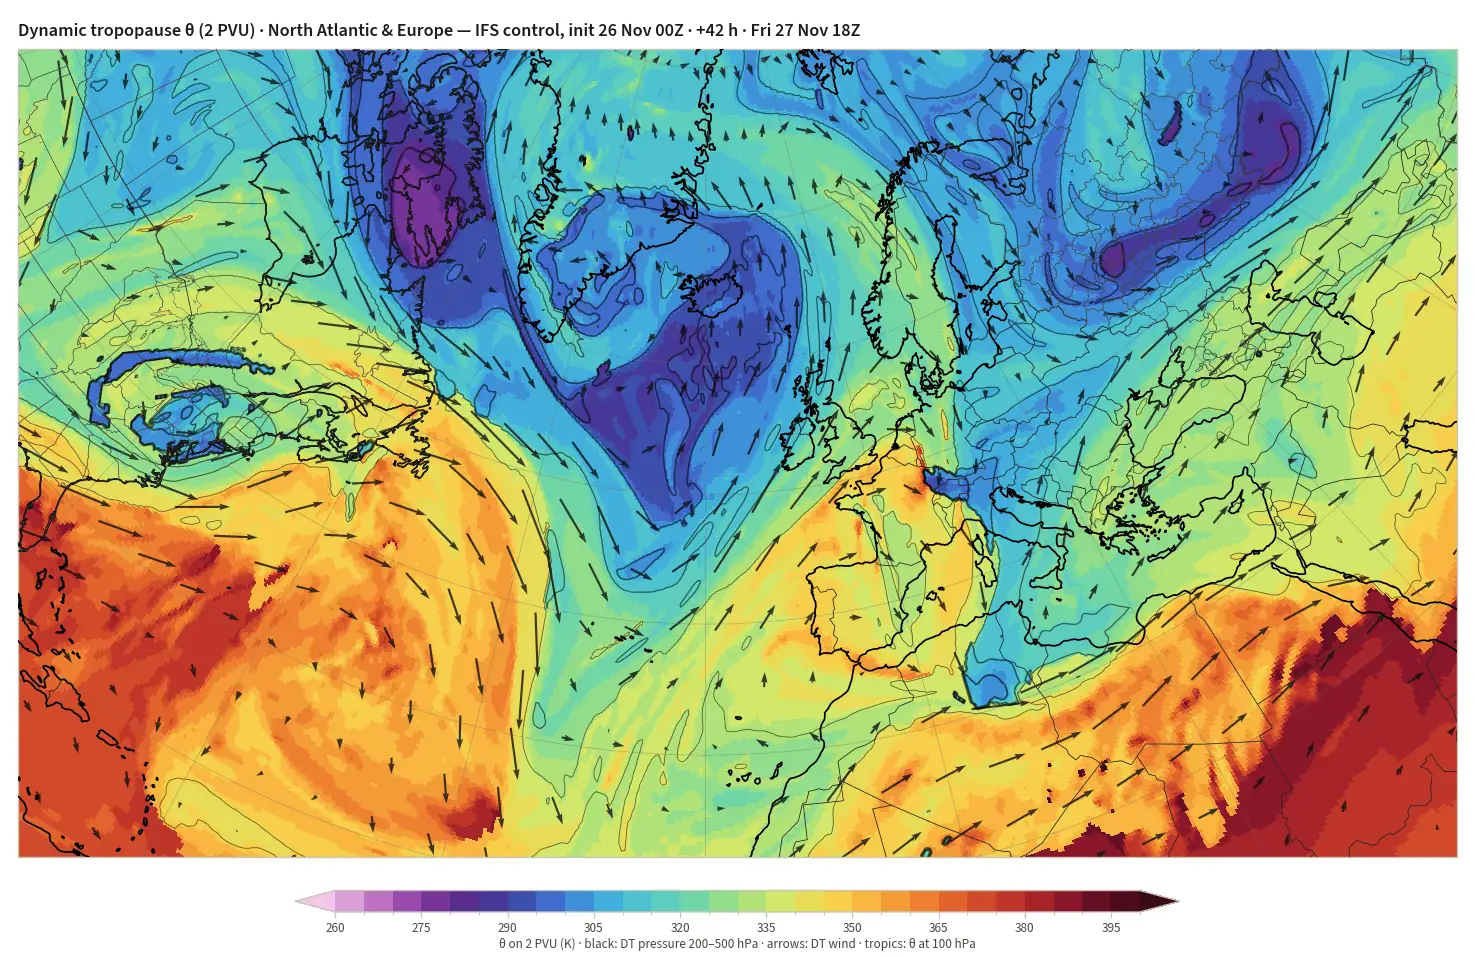 Dynamic tropopause θ (2 PVU) · North Atlantic & Europe — IFS control, init 26 Nov 00Z · +42 h · Fri 27 Nov 18Z
260 275 290 305 320 335 350 365 380 395
θ on 2 PVU (K) · black: DT pressure 200–500 hPa · arrows: DT wind · tropics: θ at 100 hPa